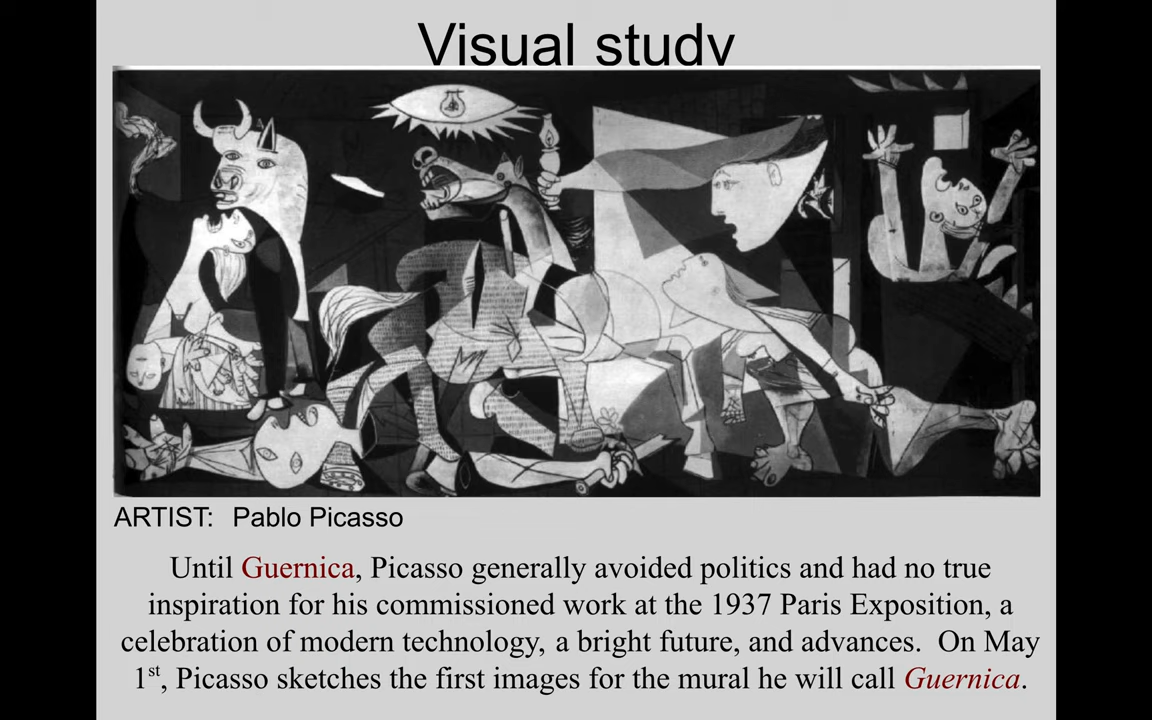 Visual study
ARTIST: Pablo Picasso
Until Guernica, Picasso generally avoided politics and had no true
inspiration for his commissioned work at the 1937 Paris Exposition, a
celebration of modern technology, a bright future, and advances. On May
1st, Picasso sketches the first images for the mural he will call Guernica.